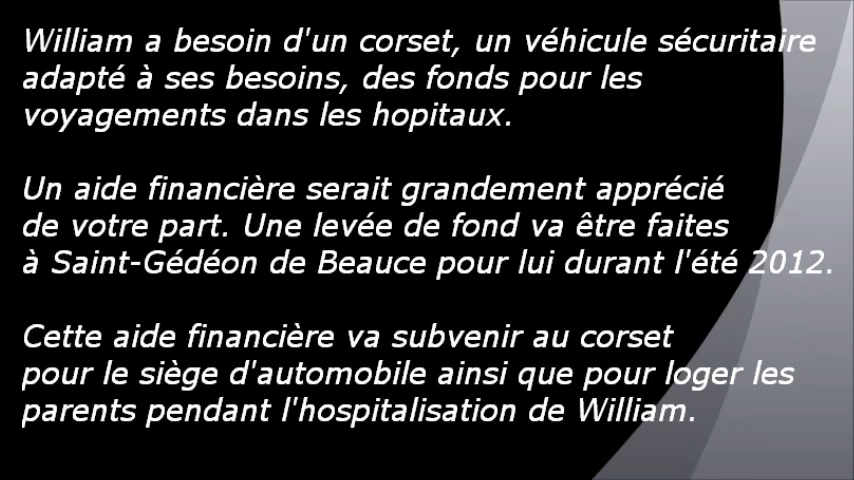 William a besoin d'un corset, un véhicule sécuritaire
adapté à ses besoins, des fonds pour les
voyagements dans les hopitaux.
Un aide financière serait grandement apprécié
de votre part. Une levée de fond va être faites
à Saint-Gédéon de Beauce pour lui durant l'été 2012.
Cette aide financière va subvenir au corset
pour le siège d'automobile ainsi que pour loger les
parents pendant l'hospitalisation de William.